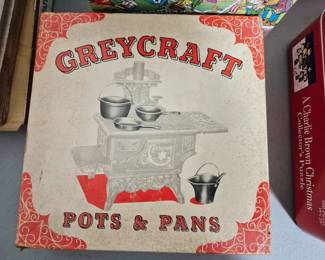 GREYCRAFT
POTS & PANS
A Charlie Brown Christmas
Collector's Puzzle